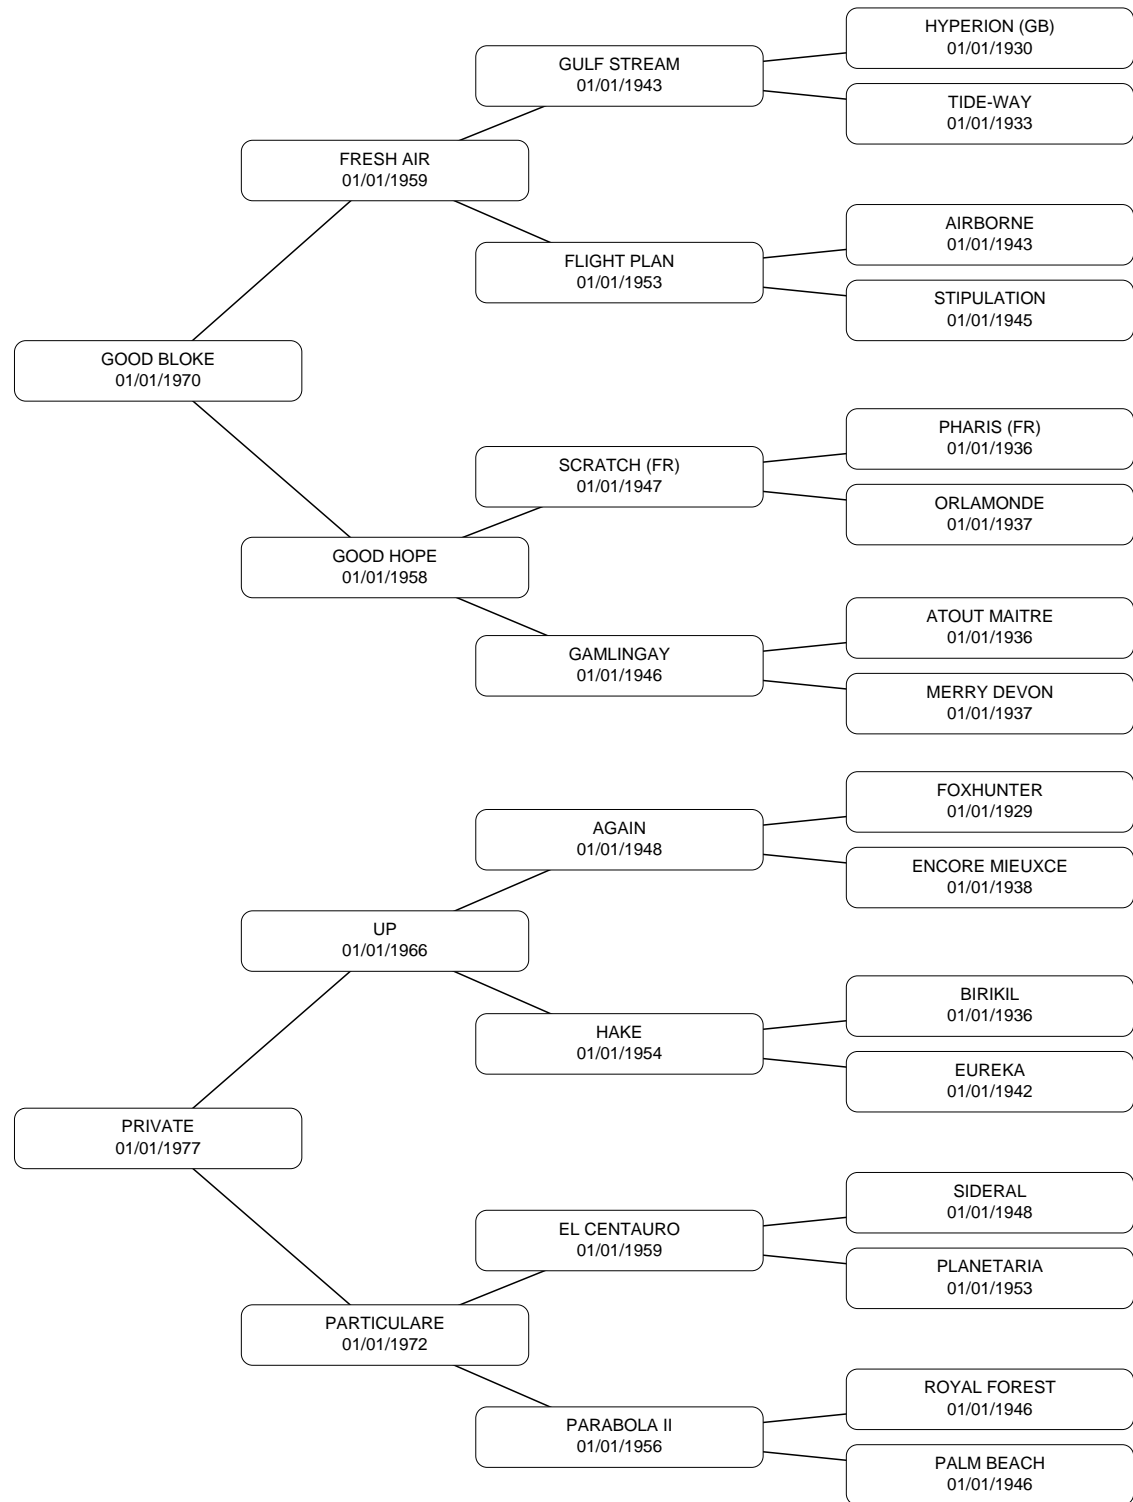 HYPERION (GB)
01/01/1930
GULF STREAM
01/01/1943
TIDE-WAY
01/01/1933
FRESH AIR
01/01/1959
AIRBORNE
01/01/1943
FLIGHT PLAN
01/01/1953
STIPULATION
01/01/1945
GOOD BLOKE
01/01/1970
PHARIS (FR)
01/01/1936
SCRATCH (FR)
01/01/1947
ORLAMONDE
01/01/1937
GOOD HOPE
01/01/1958
ATOUT MAITRE
01/01/1936
GAMLINGAY
01/01/1946
MERRY DEVON
01/01/1937
FOXHUNTER
01/01/1929
AGAIN
01/01/1948
ENCORE MIEUXCE
01/01/1938
UP
01/01/1966
BIRIKIL
01/01/1936
HAKE
01/01/1954
EUREKA
01/01/1942
PRIVATE
01/01/1977
SIDERAL
01/01/1948
EL CENTAURO
01/01/1959
PLANETARIA
01/01/1953
PARTICULARE
01/01/1972
ROYAL FOREST
01/01/1946
PARABOLA II
01/01/1956
PALM BEACH
01/01/1946